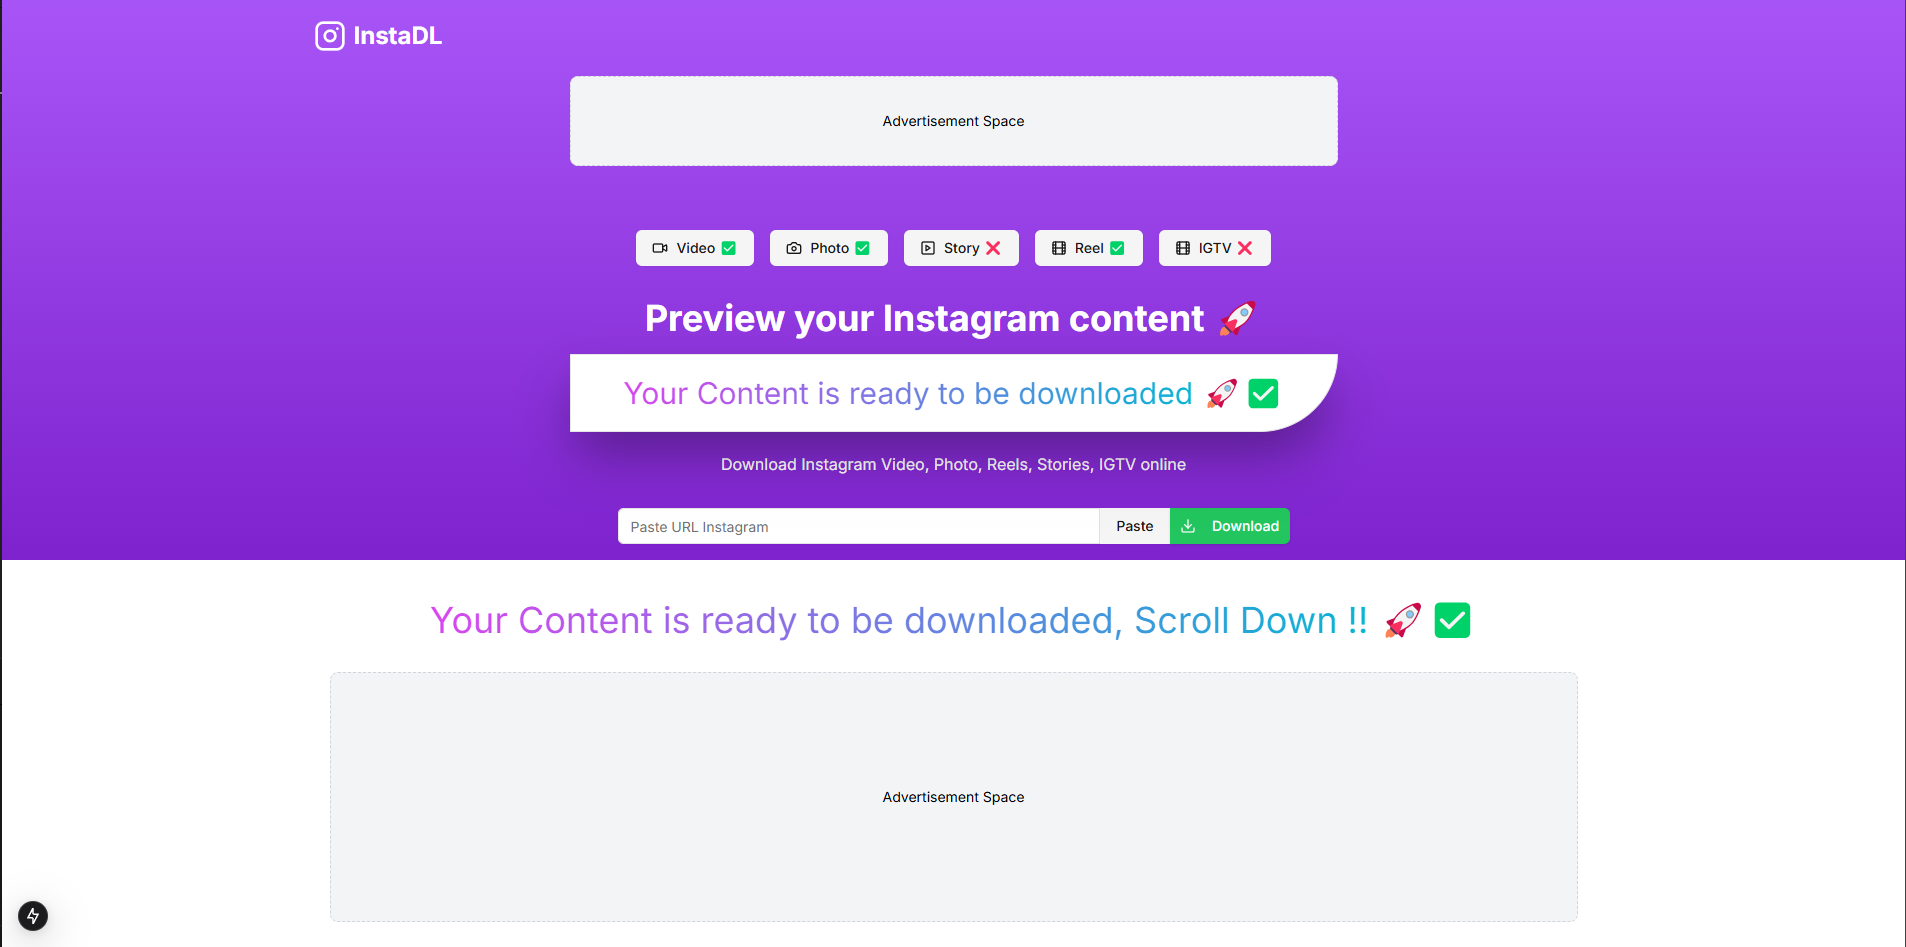 InstaDL
Advertisement Space
Video ✅
Photo ✅
Story ❌
Reel ✅
IGTV ❌
Preview your Instagram content 🚀
Your Content is ready to be downloaded 🚀 ✅
Download Instagram Video, Photo, Reels, Stories, IGTV online
Paste URL Instagram
Paste
Download
Your Content is ready to be downloaded, Scroll Down !! 🚀 ✅
Advertisement Space